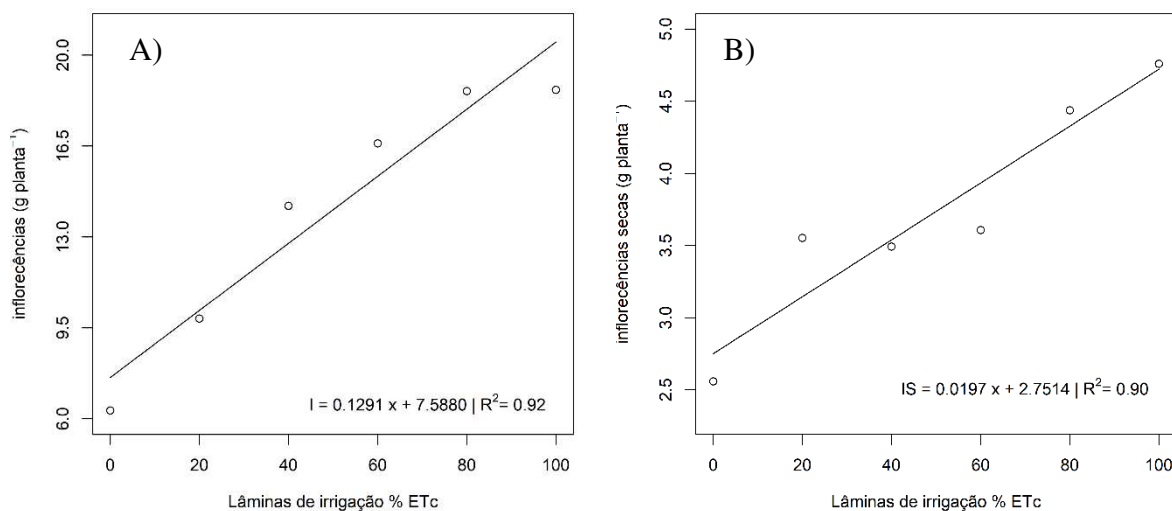 A)
20.0
16.5
13.0
9.5
6.0
inflorecências (g planta⁻¹)
I = 0.1291 x + 7.5880 | R²= 0.92
0 20 40 60 80 100
Lâminas de irrigação % ETc
B)
5.0
4.5
4.0
3.5
3.0
2.5
inflorecências secas (g planta⁻¹)
IS = 0.0197 x + 2.7514 | R²= 0.90
0 20 40 60 80 100
Lâminas de irrigação % ETc